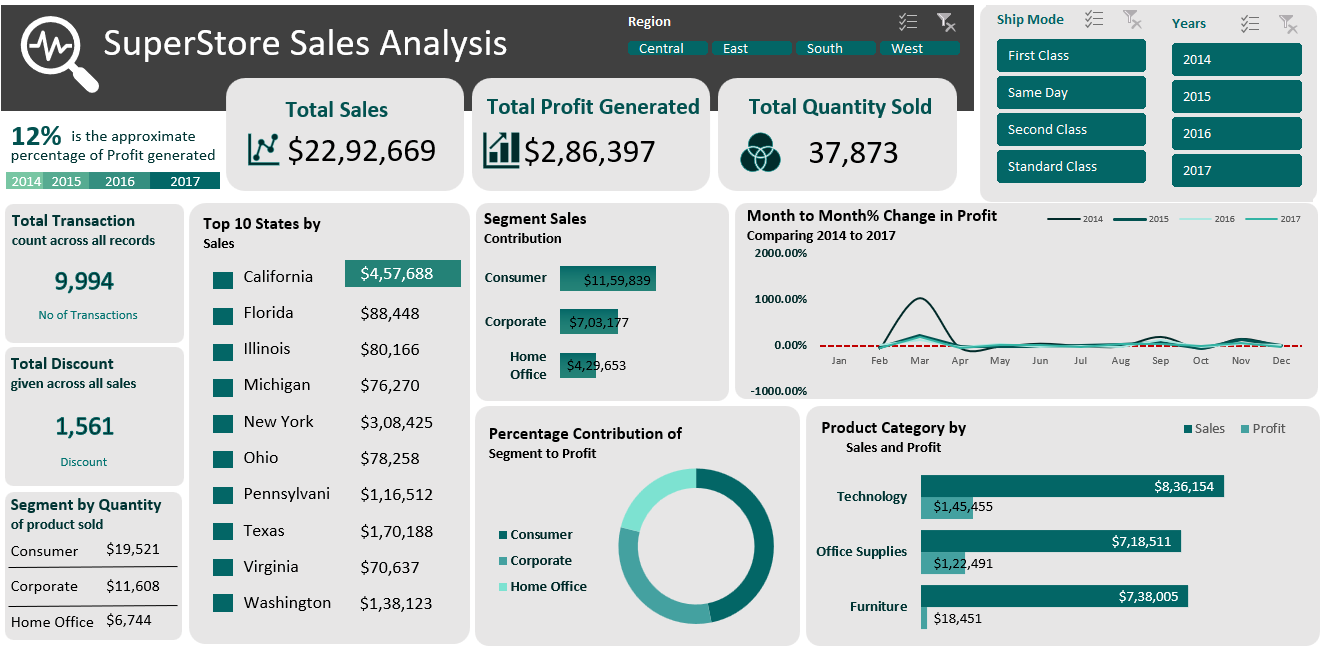 SuperStore Sales Analysis
Region
Central East South West
Ship Mode
First Class
Same Day
Second Class
Standard Class
Years
2014
2015
2016
2017
12% is the approximate
percentage of Profit generated
2014 2015 2016 2017
Total Sales
$22,92,669
Total Profit Generated
$2,86,397
Total Quantity Sold
37,873
Total Transaction
count across all records
9,994
No of Transactions
Total Discount
given across all sales
1,561
Discount
Segment by Quantity
of product sold
Consumer $19,521
Corporate $11,608
Home Office $6,744
Top 10 States by
Sales
California $4,57,688
Florida $88,448
Illinois $80,166
Michigan $76,270
New York $3,08,425
Ohio $78,258
Pennsylvani $1,16,512
Texas $1,70,188
Virginia $70,637
Washington $1,38,123
Segment Sales
Contribution
Consumer $11,59,839
Corporate $7,03,177
Home
Office $4,29,653
Month to Month% Change in Profit
Comparing 2014 to 2017
2014 2015 2016 2017
2000.00%
1000.00%
0.00%
-1000.00%
Jan Feb Mar Apr May Jun Jul Aug Sep Oct Nov Dec
Percentage Contribution of
Segment to Profit
Consumer
Corporate
Home Office
Product Category by
Sales and Profit
Sales Profit
Technology $8,36,154
$1,45,455
Office Supplies $7,18,511
$1,22,491
Furniture $7,38,005
$18,451